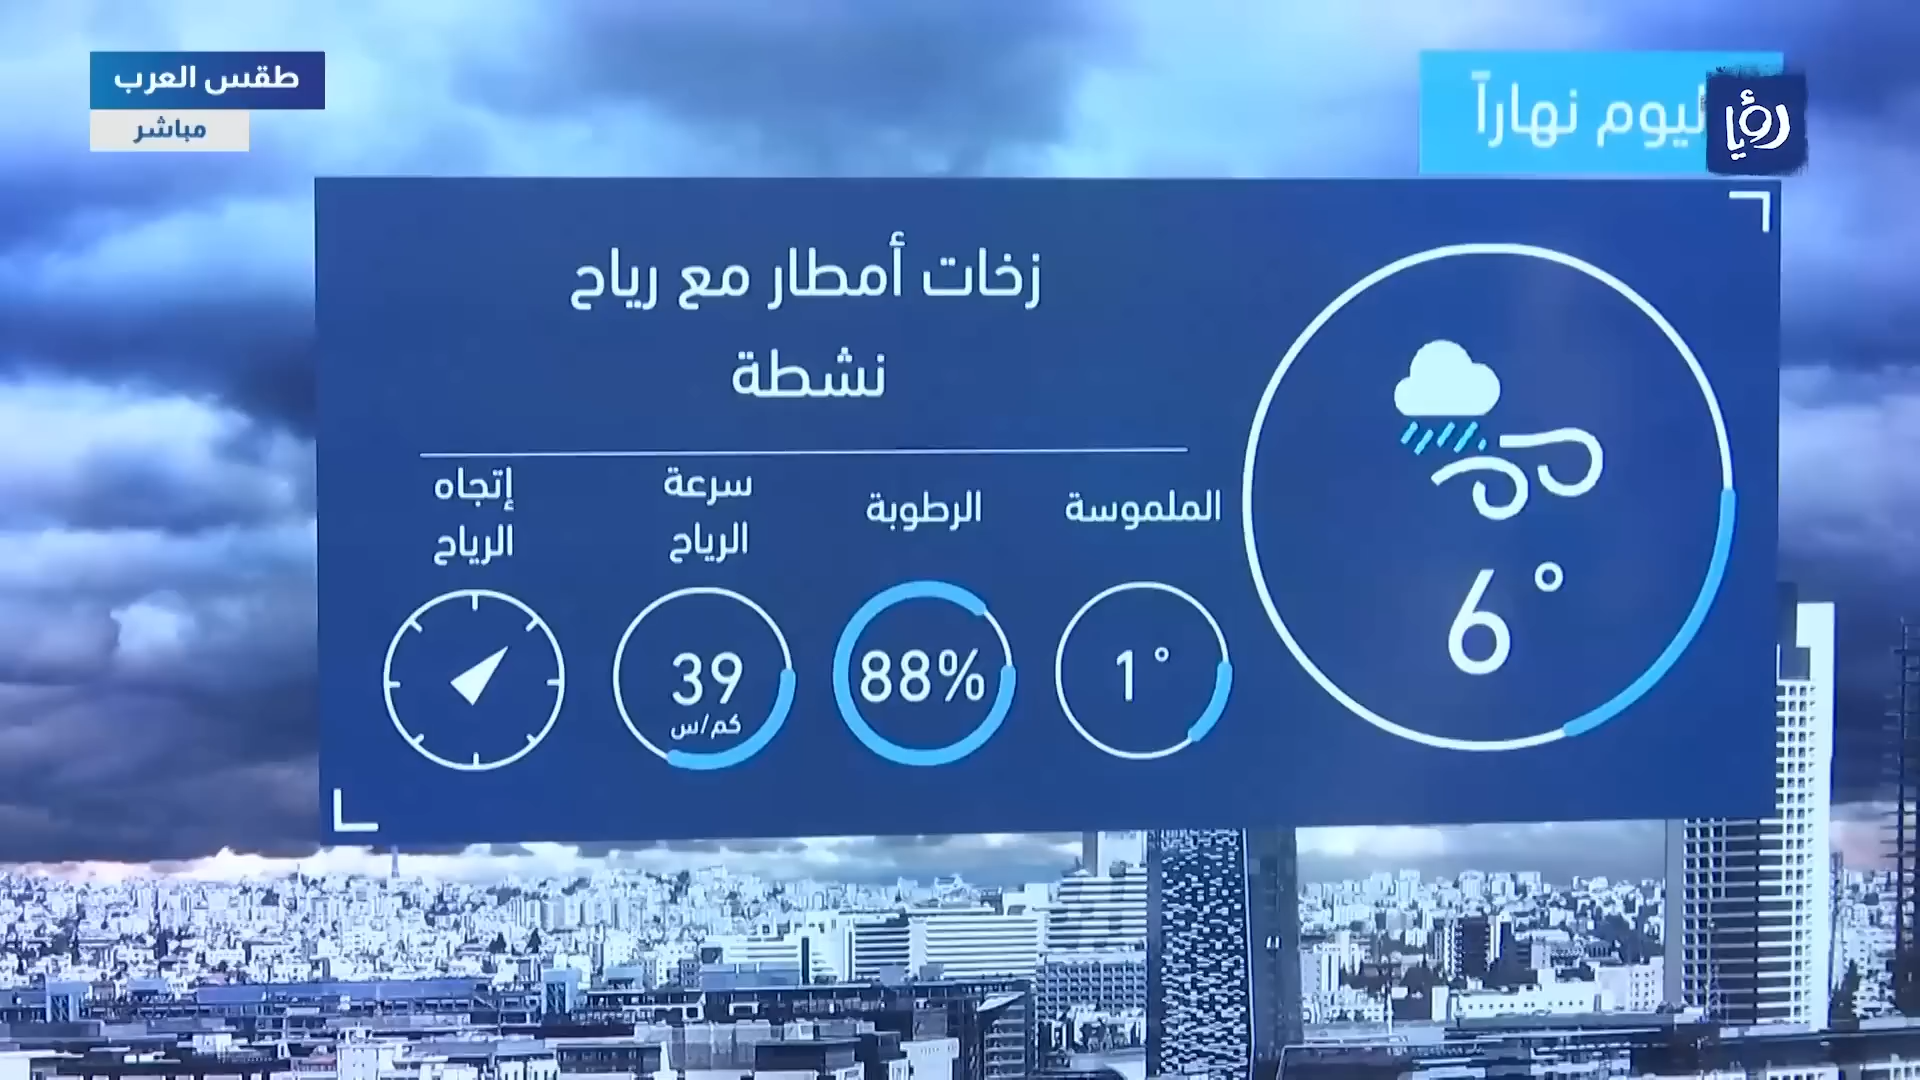 طقس العرب
مباشر
ليوم نهاراً
رؤيا
زخات أمطار مع رياح
نشطة
الملموسة
1°
الرطوبة
88%
سرعة
الرياح
39
كم/س
إتجاه
الرياح
6°